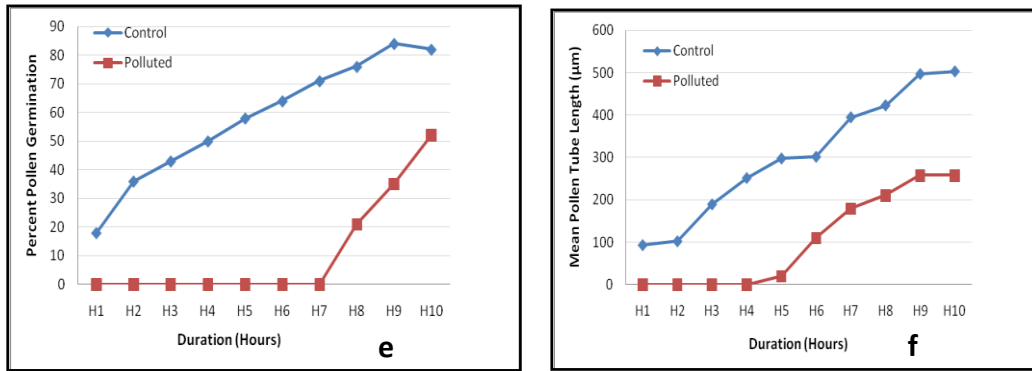 90
80
70
60
50
40
30
20
10
0
Percent Pollen Germination
Control
Polluted
H1 H2 H3 H4 H5 H6 H7 H8 H9 H10
Duration (Hours)
e
600
500
400
300
200
100
0
Mean Pollen Tube Length (µm)
Control
Polluted
H1 H2 H3 H4 H5 H6 H7 H8 H9 H10
Duration (Hours)
f